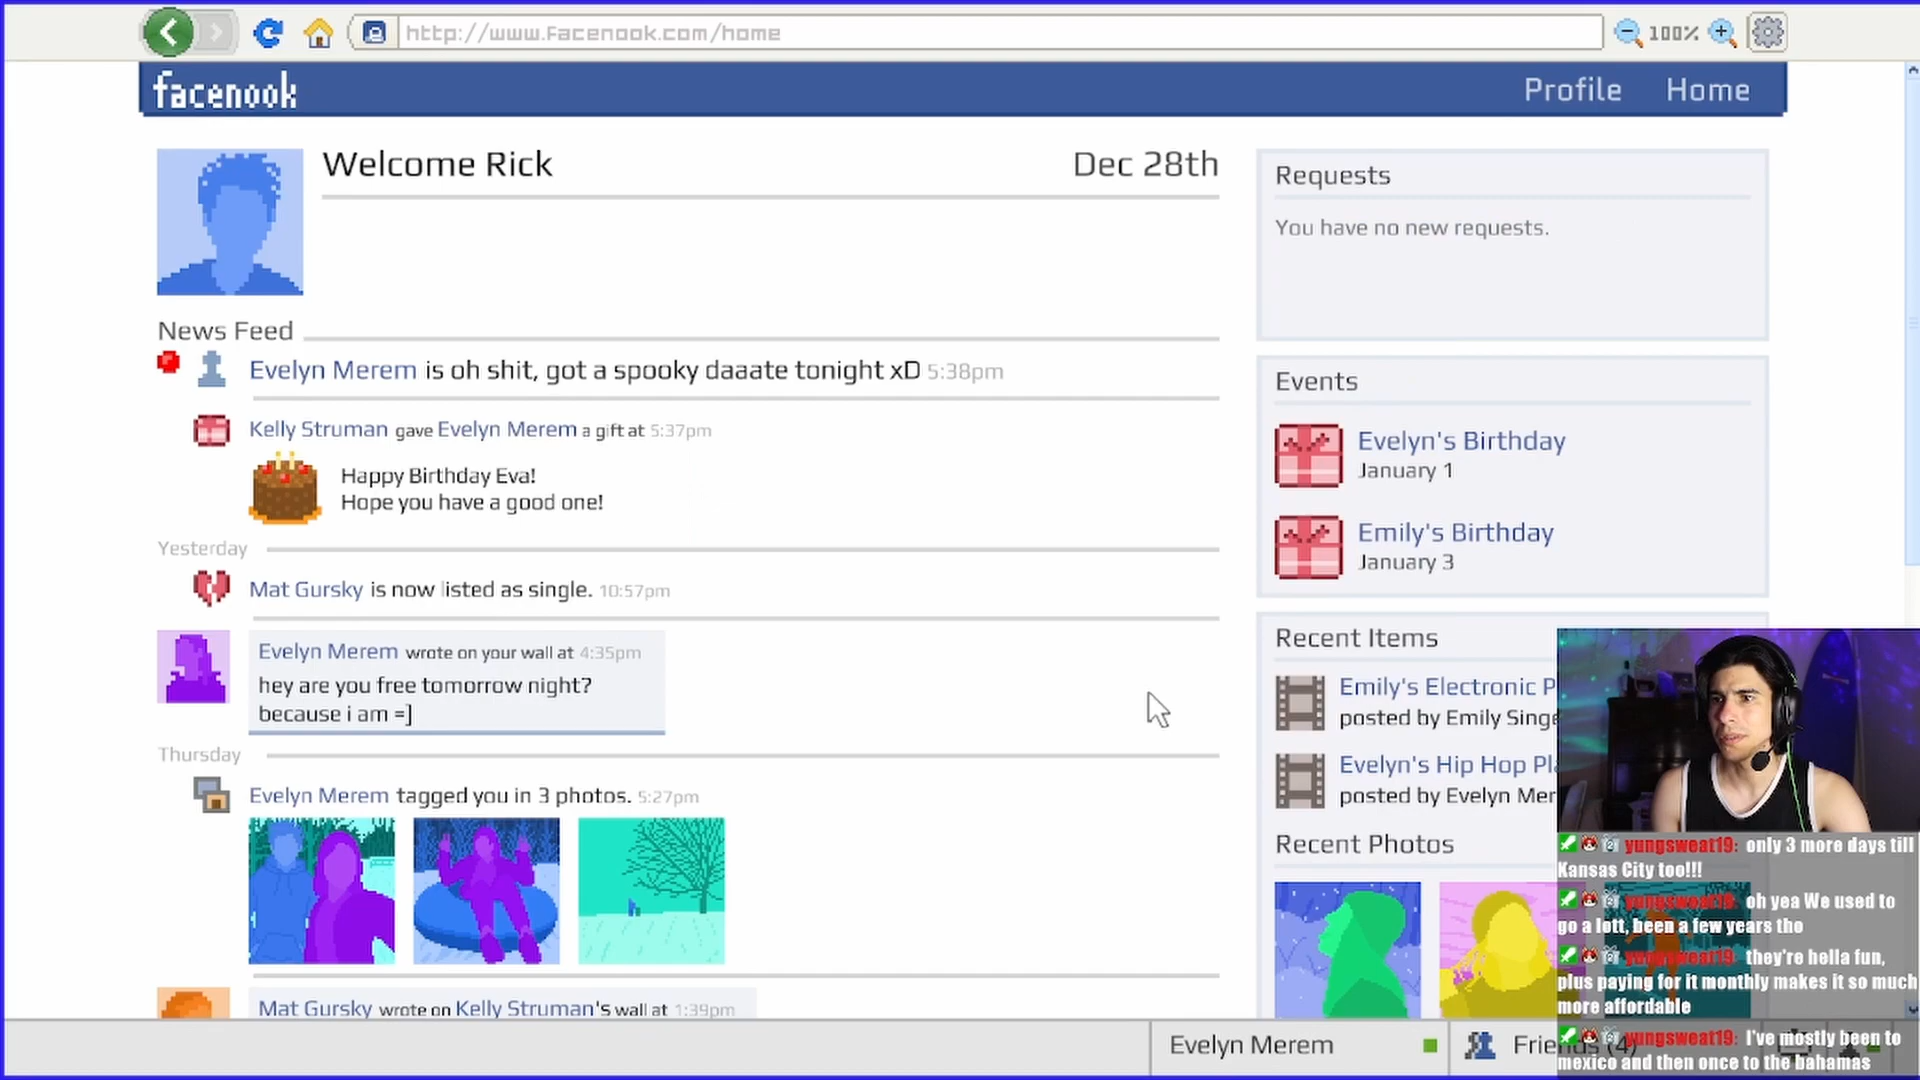 http://www.facenook.com/home
100%
facenook
Profile
Home
Welcome Rick
Dec 28th
Requests
You have no new requests.
News Feed
Evelyn Merem is oh shit, got a spooky daaate tonight xD 5:38pm
Kelly Struman gave Evelyn Merem a gift at 5:37pm
Happy Birthday Eva!
Hope you have a good one!
Events
Evelyn's Birthday
January 1
Emily's Birthday
January 3
Yesterday
Mat Gursky is now listed as single. 10:57pm
Evelyn Merem wrote on your wall at 4:35pm
hey are you free tomorrow night?
because i am =]
Thursday
Evelyn Merem tagged you in 3 photos. 5:27pm
Mat Gursky wrote on Kelly Struman's wall at 1:39pm
Recent Items
Emily's Electronic P
posted by Emily Singe
Evelyn's Hip Hop Pla
posted by Evelyn Mer
Recent Photos
yungsweat19: only 3 more days till
Kansas City too!!!
yungsweat19: oh yea We used to
go a lott, been a few years tho
yungsweat19: they're hella fun,
plus paying for it monthly makes it so much
more affordable
yungsweat19: I've mostly been to
mexico and then once to the bahamas
Evelyn Merem
Friends (4)